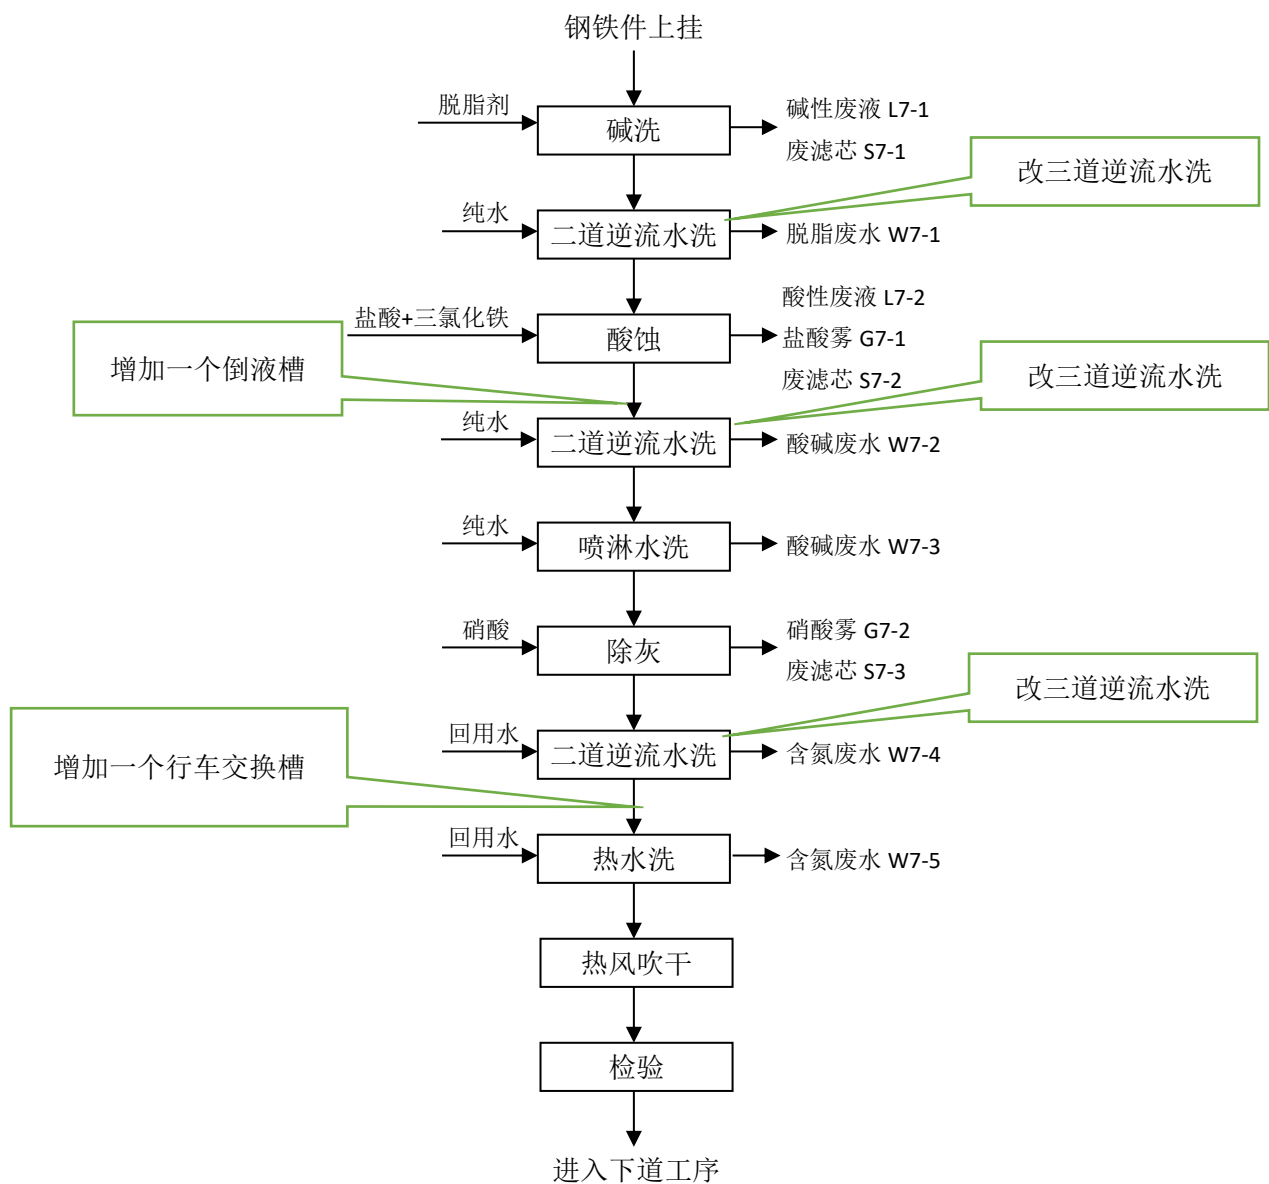 钢铁件上挂
脱脂剂
碱洗
碱性废液 L7-1
废滤芯 S7-1
改三道逆流水洗
纯水
二道逆流水洗
脱脂废水 W7-1
盐酸+三氯化铁
酸蚀
酸性废液 L7-2
盐酸雾 G7-1
废滤芯 S7-2
增加一个倒液槽
改三道逆流水洗
纯水
二道逆流水洗
酸碱废水 W7-2
纯水
喷淋水洗
酸碱废水 W7-3
硝酸
除灰
硝酸雾 G7-2
废滤芯 S7-3
改三道逆流水洗
回用水
二道逆流水洗
含氮废水 W7-4
增加一个行车交换槽
回用水
热水洗
含氮废水 W7-5
热风吹干
检验
进入下道工序